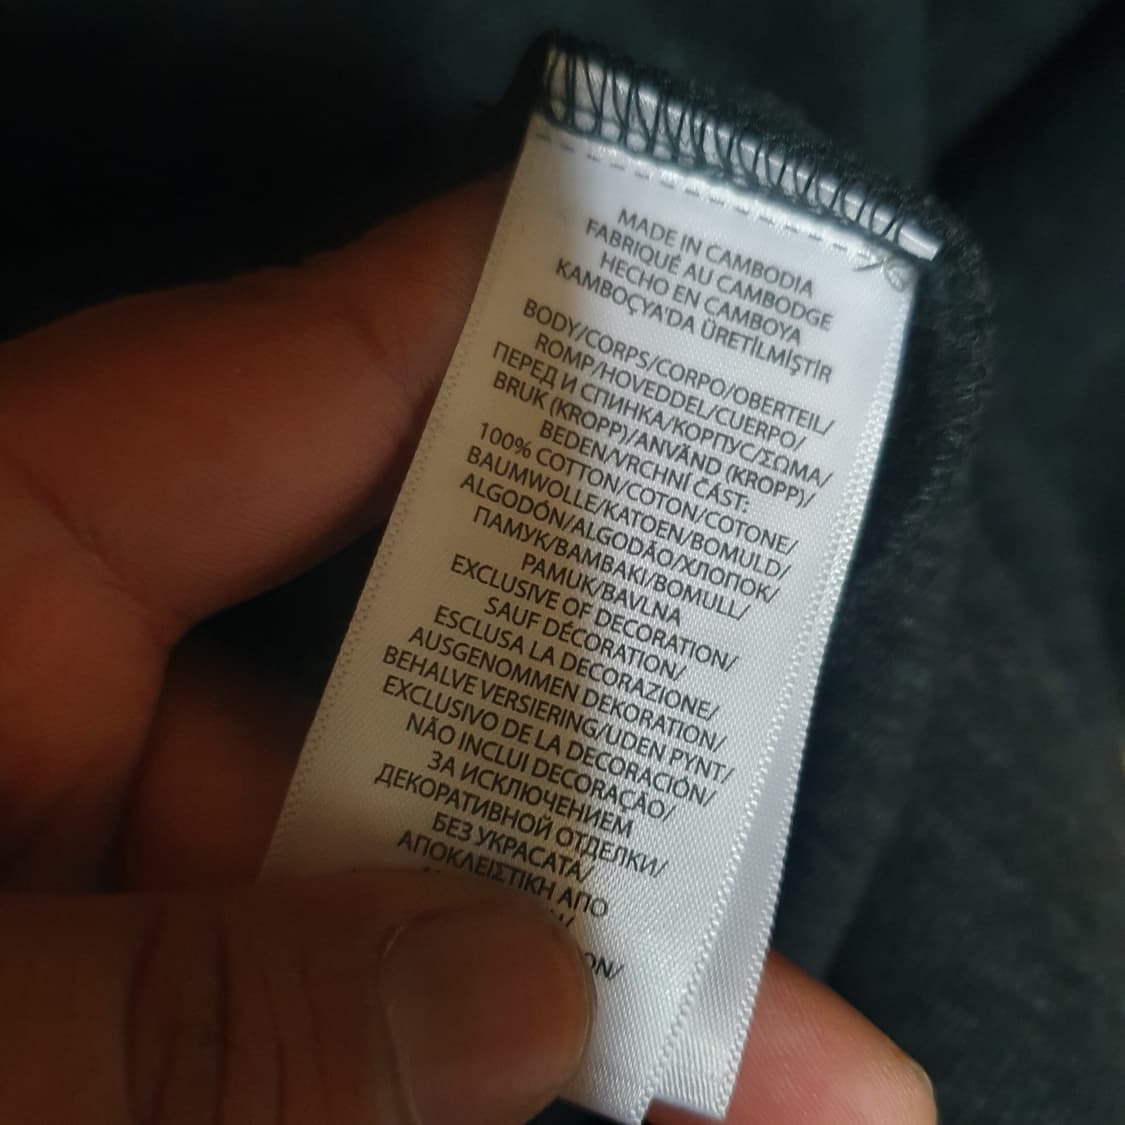 MADE IN CAMBODIA
FABRIQUÉ AU CAMBODGE
HECHO EN CAMBOYA
KAMBOÇYA'DA ÜRETİLMİŞTİR
BODY/CORPS/CORPO/OBERTEIL/
ROMP/HOVEDDEL/CUERPO/
ПЕРЕД И СПИНКА/КОРПУС/ΣΩΜΑ/
BRUK (KROPP)/ANVÄND (KROPP)/
BEDEN/VRCHNÍ ČÁST:
100% COTTON/COTON/COTONE/
BAUMWOLLE/KATOEN/BOMULD/
ALGODÓN/ALGODÃO/ХЛОПОК/
ПАМУК/ΒΑΜΒΑΚΙ/BOMULL/
PAMUK/BAVLNA
EXCLUSIVE OF DECORATION/
SAUF DÉCORATION/
ESCLUSA LA DECORAZIONE/
AUSGENOMMEN DEKORATION/
BEHALVE VERSIERING/UDEN PYNT/
EXCLUSIVO DE LA DECORACIÓN/
NÃO INCLUI DECORAÇÃO/
ЗА ИСКЛЮЧЕНИЕМ
ДЕКОРАТИВНОЙ ОТДЕЛКИ/
БЕЗ УКРАСАТА/
ΑΠΟΚΛΕΙΣΤΙΚΗ ΑΠΟ